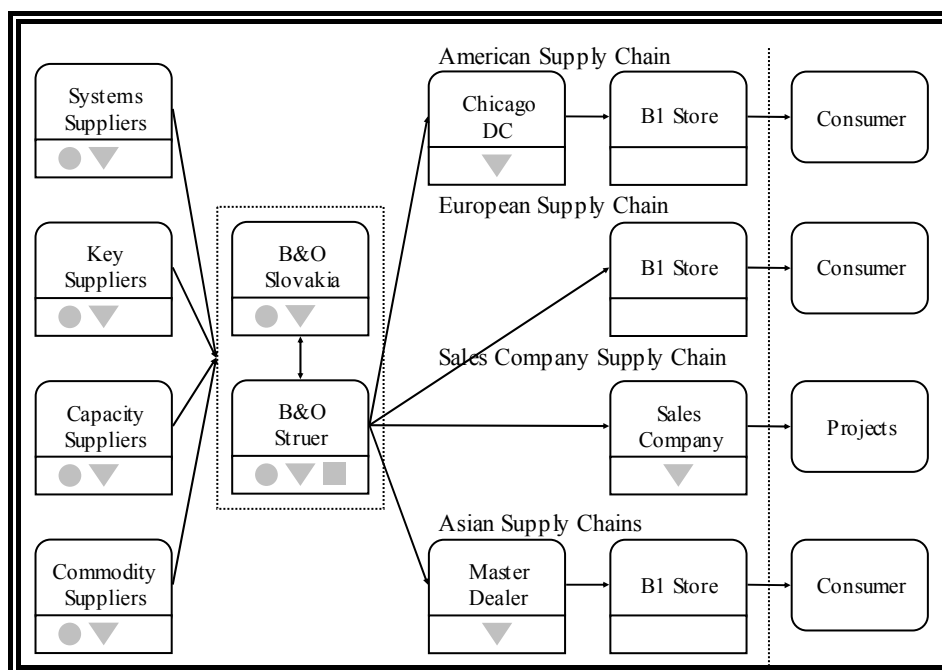 American Supply Chain
Systems
Suppliers
Chicago
DC
B1 Store
Consumer
European Supply Chain
Key
Suppliers
B&O
Slovakia
B1 Store
Consumer
Sales Company Supply Chain
Capacity
Suppliers
B&O
Struer
Sales
Company
Projects
Asian Supply Chains
Commodity
Suppliers
Master
Dealer
B1 Store
Consumer